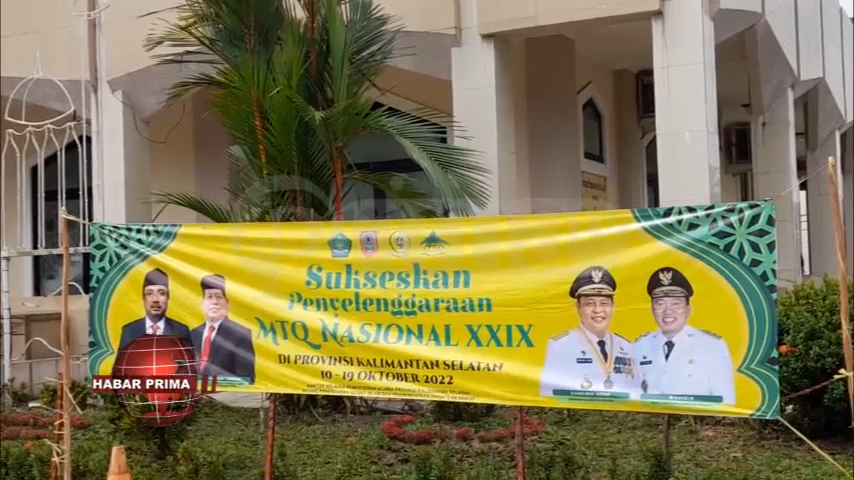 Sukseskan
Penyelenggaraan
MTQ NASIONAL XXIX
DI PROVINSI KALIMANTAN SELATAN
10 - 19 OKTOBER 2022
HABAR PRIMA